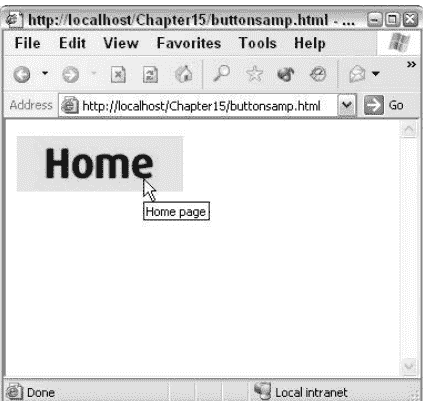 http://localhost/Chapter15/buttonsamp.html - ...
File Edit View Favorites Tools Help
»
Address http://localhost/Chapter15/buttonsamp.html Go
Home
Home page
Done Local intranet